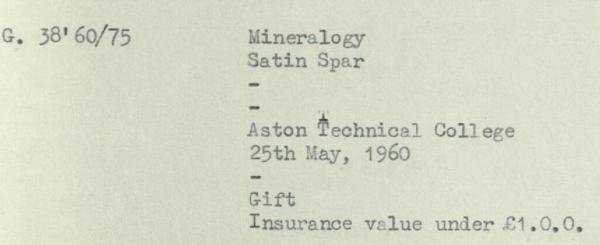 G. 38'60/75 Mineralogy
Satin Spar
-
-
Aston Technical College
25th May, 1960
-
Gift
Insurance value under £1.0.0.